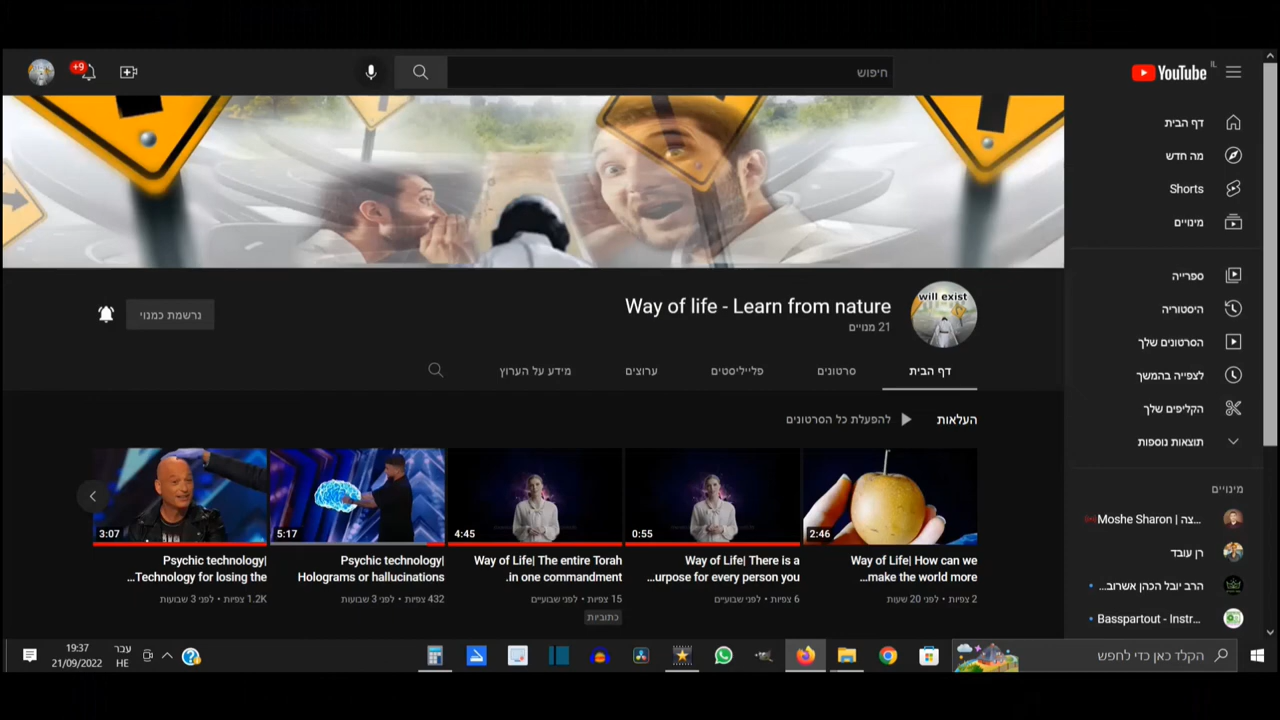 +9
חיפוש
YouTube IL
דף הבית
מה חדש
Shorts
מינויים
ספרייה
היסטוריה
הסרטונים שלך
לצפייה בהמשך
הקליפים שלך
תוצאות נוספות
מינויים
Moshe Sharon | צה...
רן עובד
הרב יובל הכהן אשרוב...
Basspartout - Instr...
will exist
Way of life - Learn from nature
21 מנויים
נרשמת כמנוי
דף הבית
סרטונים
פלייליסטים
ערוצים
מידע על הערוץ
העלאות
להפעלת כל הסרטונים
2:46
Way of Life| How can we
...make the world more
2 צפיות • לפני 20 שעות
0:55
Way of Life| There is a
...urpose for every person you
6 צפיות • לפני שבועיים
4:45
Way of Life| The entire Torah
.in one commandment
15 צפיות • לפני שבועיים
כתוביות
5:17
Psychic technology|
Holograms or hallucinations
432 צפיות • לפני 3 שבועות
3:07
Psychic technology|
...Technology for losing the
1.2K צפיות • לפני 3 שבועות
הקלד כאן כדי לחפש
עבר
HE
19:37
21/09/2022